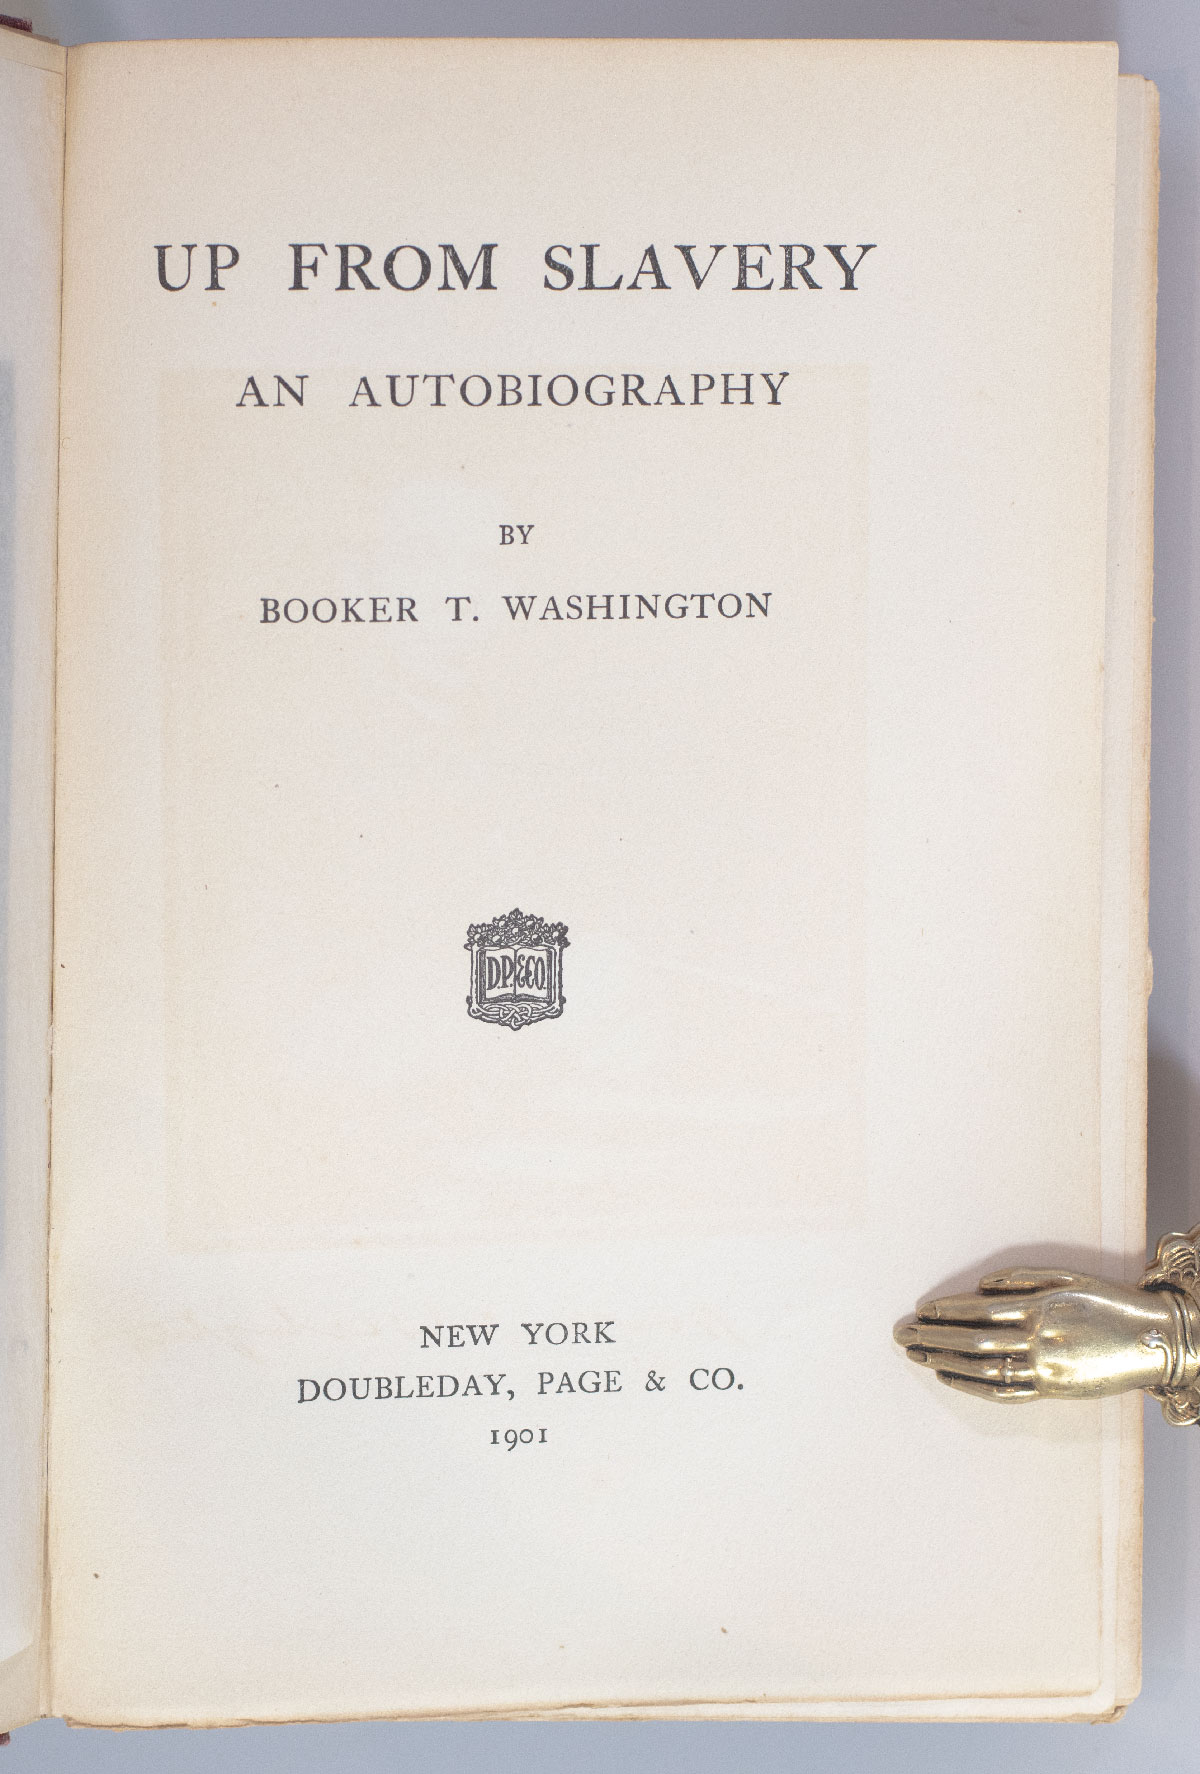 UP FROM SLAVERY
AN AUTOBIOGRAPHY
BY
BOOKER T. WASHINGTON
D.P. & CO.
NEW YORK
DOUBLEDAY, PAGE & CO.
1901